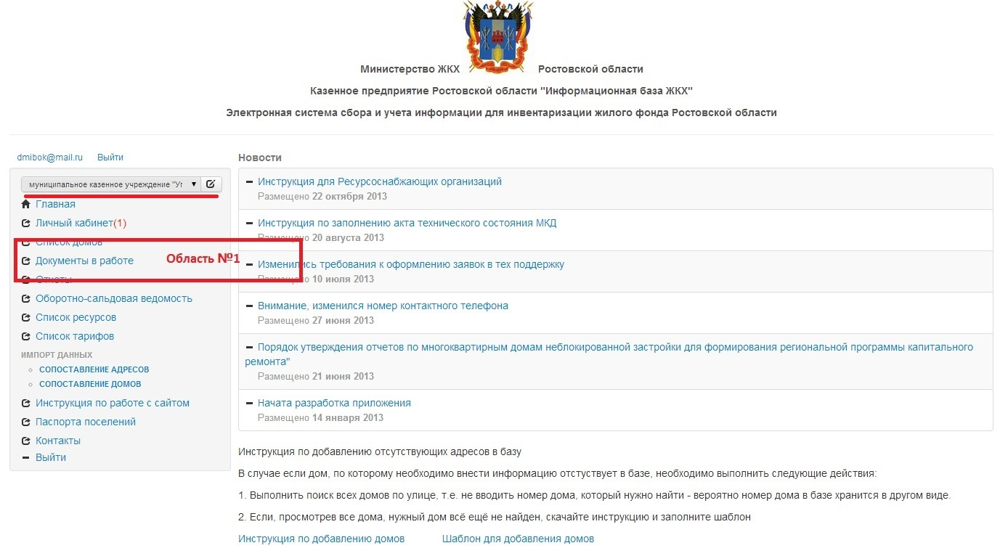 Министерство ЖКХ Ростовской области
Казенное предприятие Ростовской области "Информационная база ЖКХ"
Электронная система сбора и учета информации для инвентаризации жилого фонда Ростовской области
dmibok@mail.ru Выйти
муниципальное казенное учреждение "Уг
Главная
Личный кабинет(1)
Список домов
Документы в работе
Область №1
Отчеты
Оборотно-сальдовая ведомость
Список ресурсов
Список тарифов
ИМПОРТ ДАННЫХ
СОПОСТАВЛЕНИЕ АДРЕСОВ
СОПОСТАВЛЕНИЕ ДОМОВ
Инструкция по работе с сайтом
Паспорта поселений
Контакты
Выйти
Новости
Инструкция для Ресурсоснабжающих организаций
Размещено 22 октября 2013
Инструкция по заполнению акта технического состояния МКД
Размещено 20 августа 2013
Изменились требования к оформлению заявок в тех поддержку
Размещено 10 июля 2013
Внимание, изменился номер контактного телефона
Размещено 27 июня 2013
Порядок утверждения отчетов по многоквартирным домам неблокированной застройки для формирования региональной программы капитального
ремонта"
Размещено 21 июня 2013
Начата разработка приложения
Размещено 14 января 2013
Инструкция по добавлению отсутствующих адресов в базу
В случае если дом, по которому необходимо внести информацию отстуствует в базе, необходимо выполнить следующие действия:
1. Выполнить поиск всех домов по улице, т.е. не вводить номер дома, который нужно найти - вероятно номер дома в базе хранится в другом виде.
2. Если, просмотрев все дома, нужный дом всё ещё не найден, скачайте инструкцию и заполните шаблон
Инструкция по добавлению домов Шаблон для добавления домов